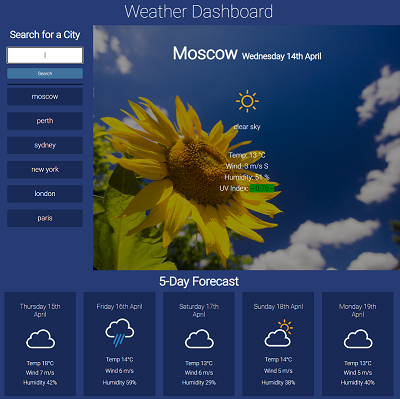 Weather Dashboard
Search for a City
Search
moscow
perth
sydney
new york
london
paris
Moscow Wednesday 14th April
clear sky
Temp: 13 °C
Wind: 3 m/s S
Humidity: 51 %
UV Index:
5-Day Forecast
Thursday 15th
April
Temp 18°C
Wind 7 m/s
Humidity 42%
Friday 16th
April
Temp 14°C
Wind 6 m/s
Humidity 59%
Saturday 17th
April
Temp 13°C
Wind 6 m/s
Humidity 29%
Sunday 18th
April
Temp 14°C
Wind 5 m/s
Humidity 38%
Monday 19th
April
Temp 13°C
Wind 5 m/s
Humidity 40%